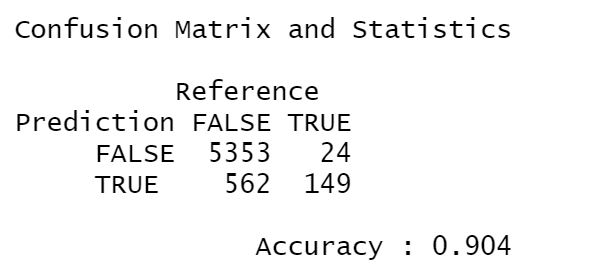 Confusion Matrix and Statistics
Reference
Prediction FALSE TRUE
FALSE 5353 24
TRUE 562 149
Accuracy : 0.904